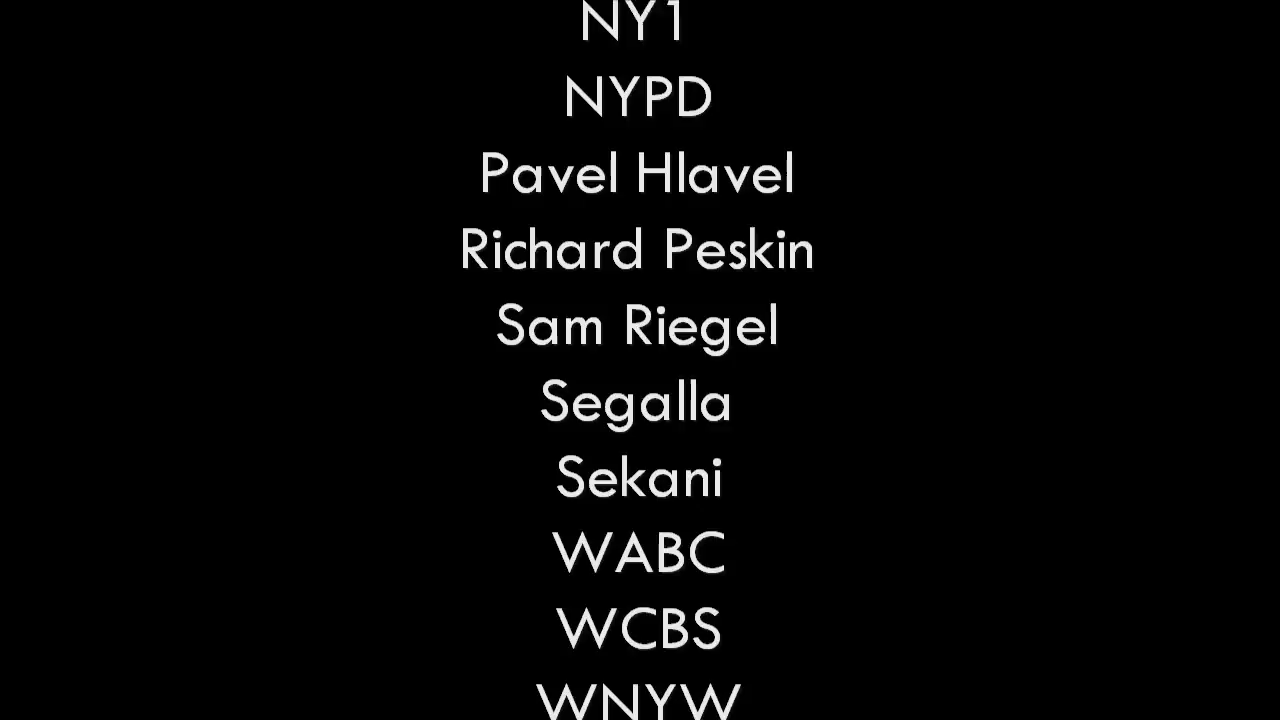 NY1
NYPD
Pavel Hlavel
Richard Peskin
Sam Riegel
Segalla
Sekani
WABC
WCBS
WNYW